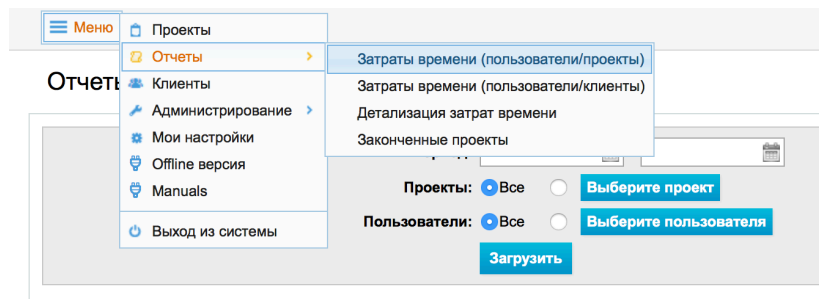 Меню
Проекты
Отчеты
Затраты времени (пользователи/проекты)
Отчеть
Клиенты
Затраты времени (пользователи/клиенты)
Администрирование
Детализация затрат времени
Мои настройки
Законченные проекты
Offline версия
Manuals
Проекты:
Все
Выберите проект
Выход из системы
Пользователи:
Все
Выберите пользователя
Загрузить